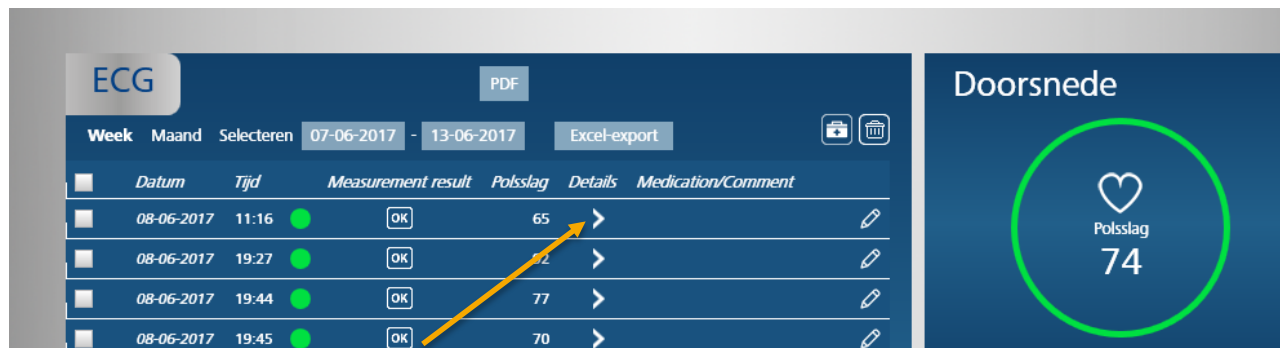 ECG
PDF
Week Maand Selecteren 07-06-2017 - 13-06-2017 Excel-export
Datum Tijd Measurement result Polsslag Details Medication/Comment
08-06-2017 11:16 OK 65
08-06-2017 19:27 OK
08-06-2017 19:44 OK 77
08-06-2017 19:45 OK 70
Doorsnede
Polsslag
74